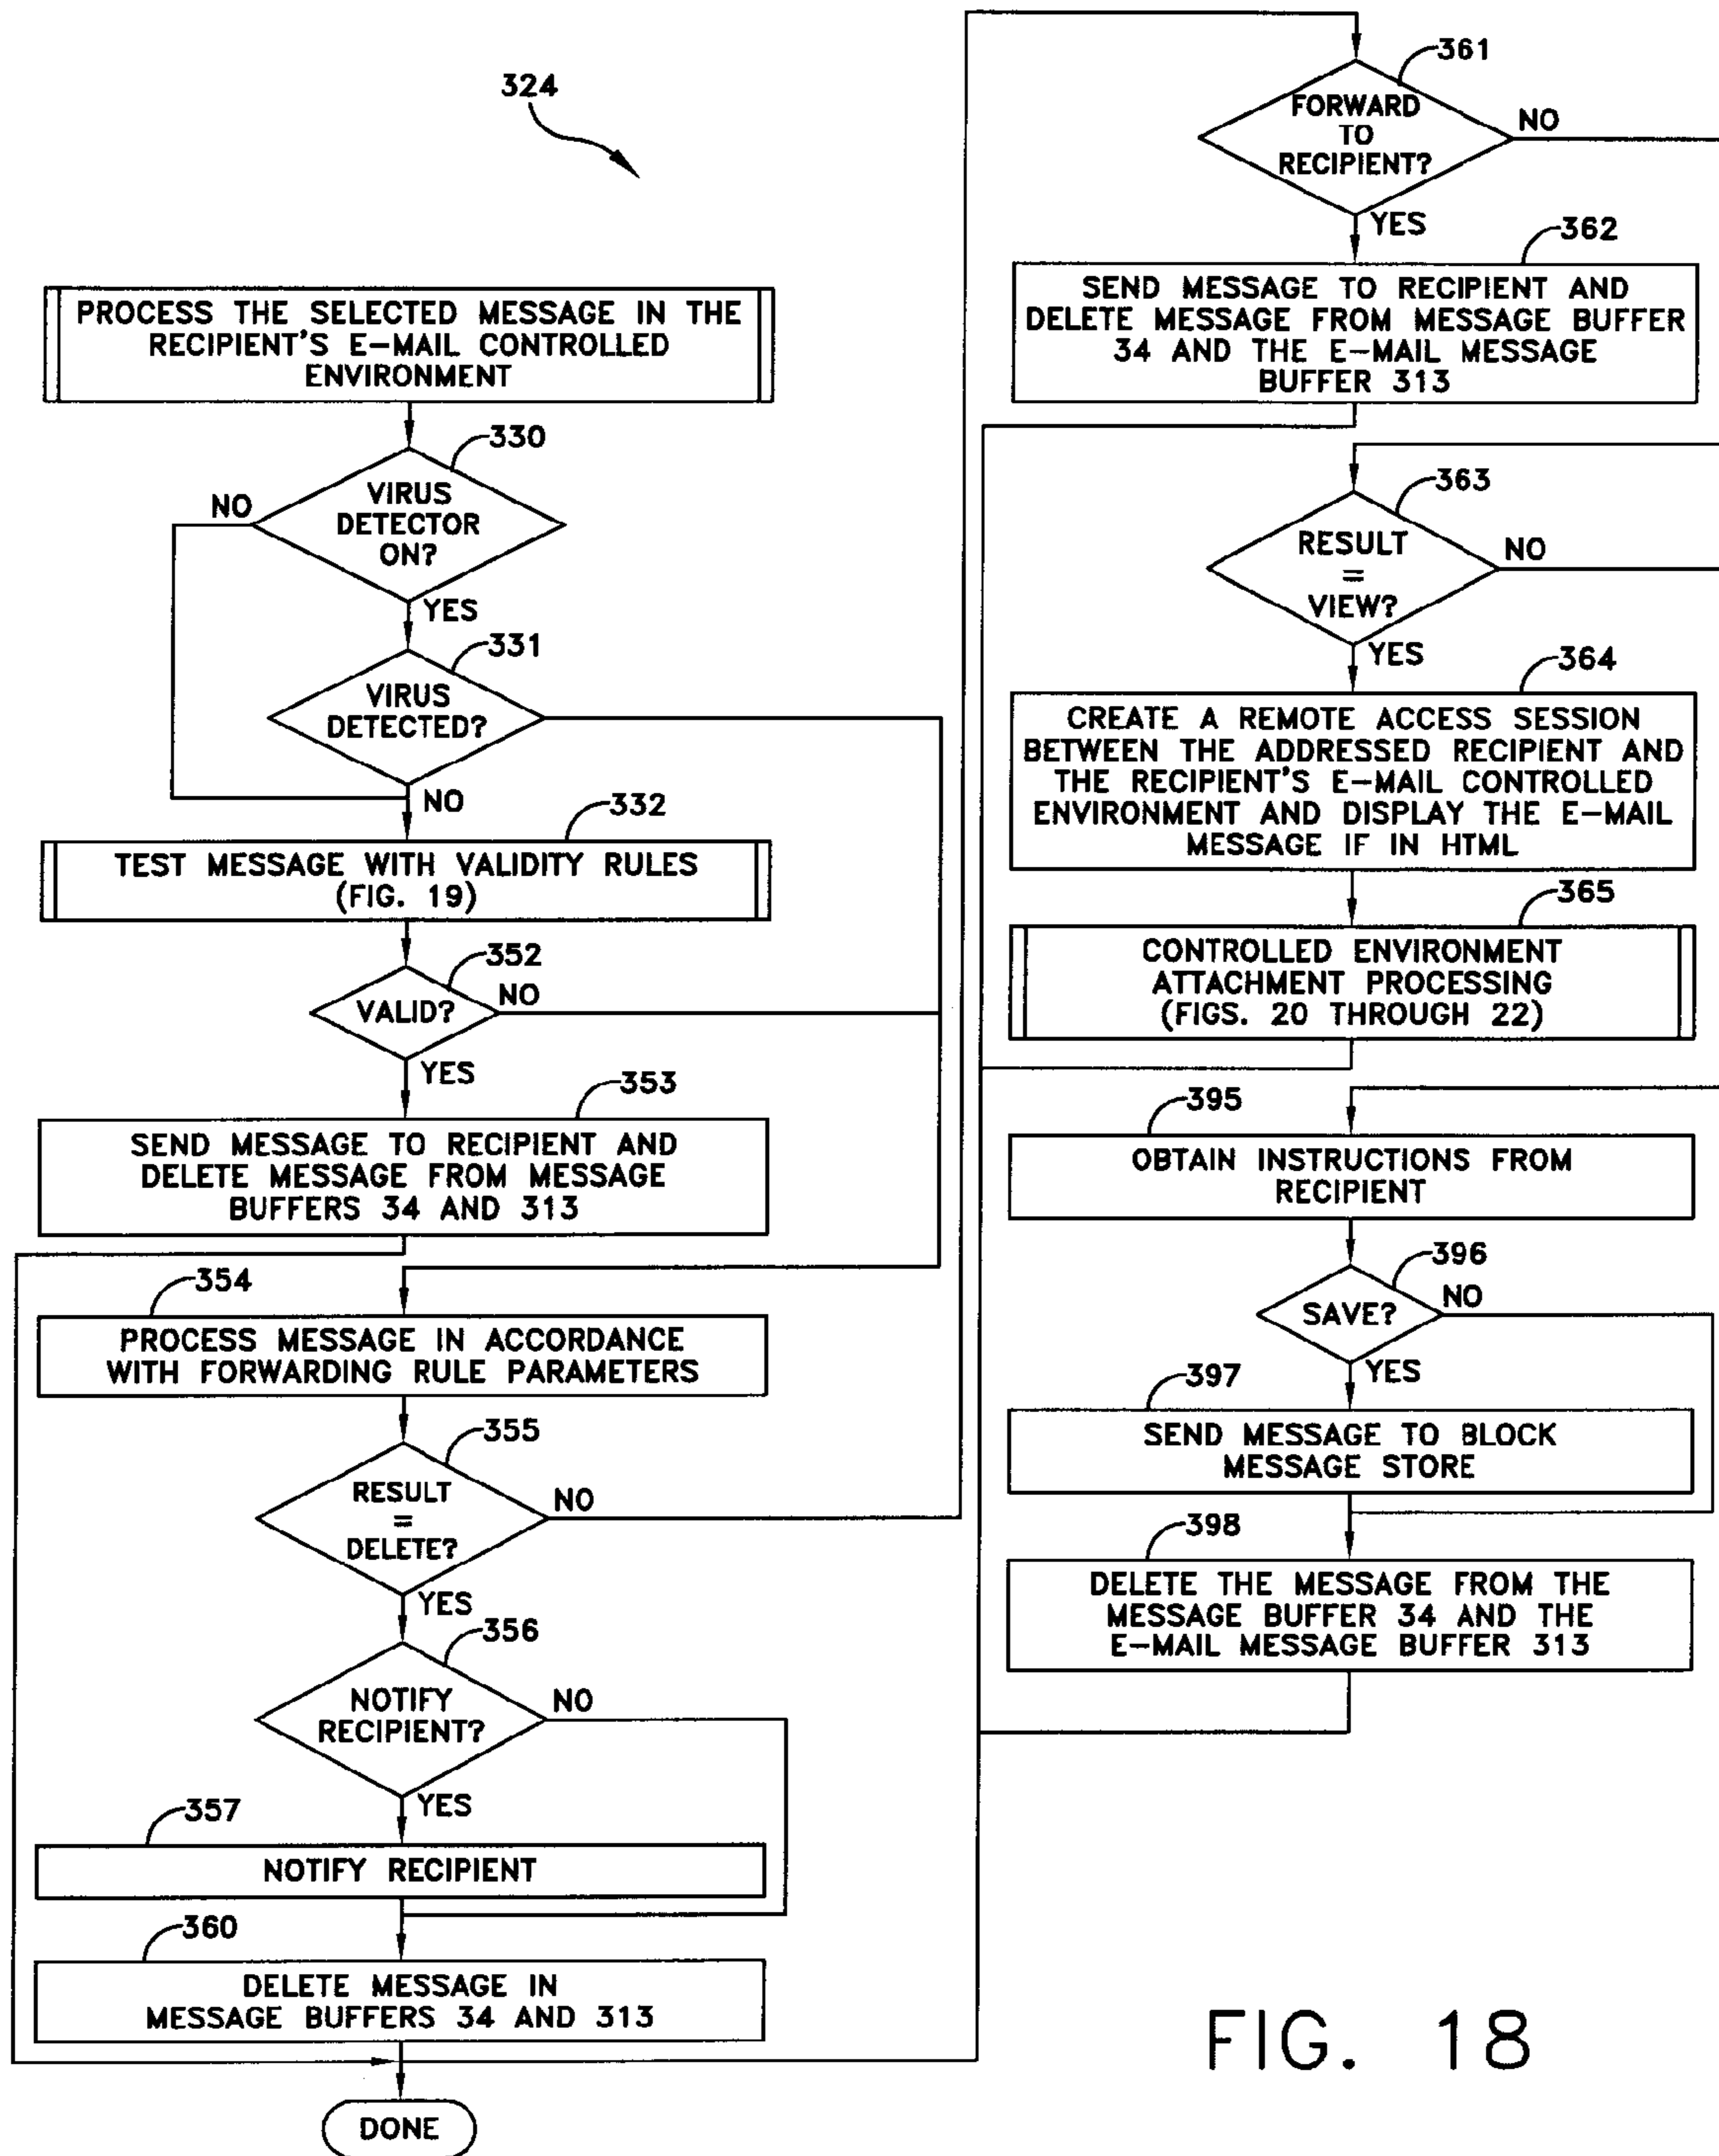 324
PROCESS THE SELECTED MESSAGE IN THE
RECIPIENT'S E-MAIL CONTROLLED
ENVIRONMENT
330
NO
VIRUS
DETECTOR
ON?
YES
331
VIRUS
DETECTED?
NO
332
TEST MESSAGE WITH VALIDITY RULES
(FIG. 19)
352
VALID?
NO
YES
353
SEND MESSAGE TO RECIPIENT AND
DELETE MESSAGE FROM MESSAGE
BUFFERS 34 AND 313
354
PROCESS MESSAGE IN ACCORDANCE
WITH FORWARDING RULE PARAMETERS
355
RESULT
=
DELETE?
NO
YES
356
NOTIFY
RECIPIENT?
NO
YES
357
NOTIFY RECIPIENT
360
DELETE MESSAGE IN
MESSAGE BUFFERS 34 AND 313
DONE
361
FORWARD
TO
RECIPIENT?
NO
YES
362
SEND MESSAGE TO RECIPIENT AND
DELETE MESSAGE FROM MESSAGE BUFFER
34 AND THE E-MAIL MESSAGE
BUFFER 313
363
RESULT
=
VIEW?
NO
YES
364
CREATE A REMOTE ACCESS SESSION
BETWEEN THE ADDRESSED RECIPIENT AND
THE RECIPIENT'S E-MAIL CONTROLLED
ENVIRONMENT AND DISPLAY THE E-MAIL
MESSAGE IF IN HTML
365
CONTROLLED ENVIRONMENT
ATTACHMENT PROCESSING
(FIGS. 20 THROUGH 22)
395
OBTAIN INSTRUCTIONS FROM
RECIPIENT
396
SAVE?
NO
YES
397
SEND MESSAGE TO BLOCK
MESSAGE STORE
398
DELETE THE MESSAGE FROM THE
MESSAGE BUFFER 34 AND THE
E-MAIL MESSAGE BUFFER 313
FIG. 18